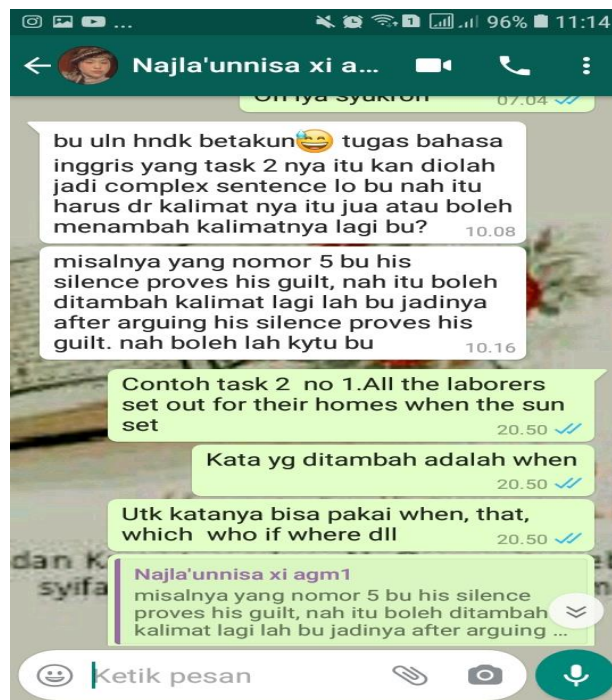 96% 11:14
Najla'unnisa xi a...
Oh iya syukron 07.04
bu uln hndk betakun😅 tugas bahasa
inggris yang task 2 nya itu kan diolah
jadi complex sentence lo bu nah itu
harus dr kalimat nya itu jua atau boleh
menambah kalimatnya lagi bu? 10.08
misalnya yang nomor 5 bu his
silence proves his guilt, nah itu boleh
ditambah kalimat lagi lah bu jadinya
after arguing his silence proves his
guilt. nah boleh lah kytu bu 10.16
Contoh task 2 no 1.All the laborers
set out for their homes when the sun
set 20.50
Kata yg ditambah adalah when
20.50
Utk katanya bisa pakai when, that,
which who if where dll 20.50
dan K
syifa
Najla'unnisa xi agm1
misalnya yang nomor 5 bu his silence
proves his guilt, nah itu boleh ditambah
kalimat lagi lah bu jadinya after arguing ...
Ketik pesan